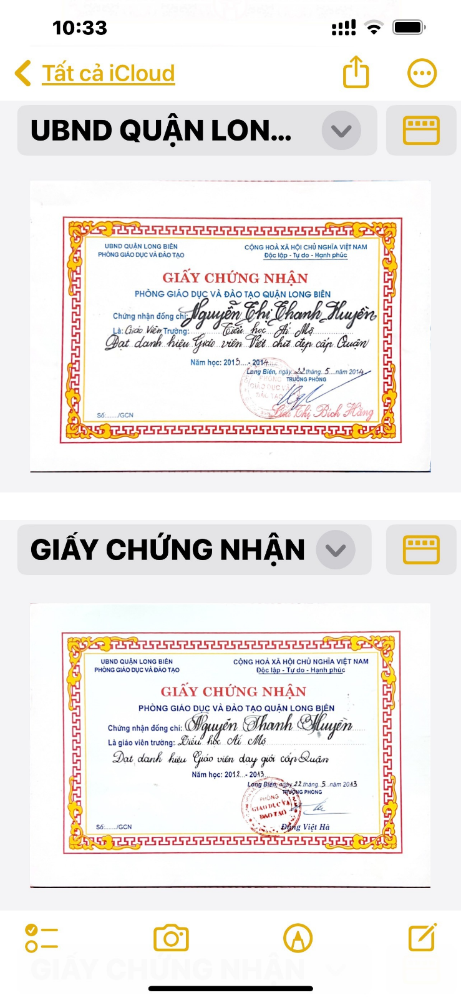 10:33
Tất cả iCloud
UBND QUẬN LON...
UBND QUẬN LONG BIÊN
PHÒNG GIÁO DỤC VÀ ĐÀO TẠO
CỘNG HOÀ XÃ HỘI CHỦ NGHĨA VIỆT NAM
Độc lập - Tự do - Hạnh phúc
GIẤY CHỨNG NHẬN
PHÒNG GIÁO DỤC VÀ ĐÀO TẠO QUẬN LONG BIÊN
Chứng nhận đồng chí: Nguyễn Thị Thanh Huyền
Là: Giáo Viên Trường: Tiểu học Ái Mộ
Đạt danh hiệu Giáo viên Viết chữ đẹp cấp Quận
Năm học: 2013 - 2014
Long Biên, ngày 22 tháng 5 năm 2014
TRƯỞNG PHÒNG
PHÒNG
GIÁO DỤC VÀ
ĐÀO TẠO
Thị Bích Hằng
Số:......./GCN
GIẤY CHỨNG NHẬN
UBND QUẬN LONG BIÊN
PHÒNG GIÁO DỤC VÀ ĐÀO TẠO
CỘNG HOÀ XÃ HỘI CHỦ NGHĨA VIỆT NAM
Độc lập - Tự do - Hạnh phúc
GIẤY CHỨNG NHẬN
PHÒNG GIÁO DỤC VÀ ĐÀO TẠO QUẬN LONG BIÊN
Chứng nhận đồng chí: Nguyễn Thanh Huyền
Là giáo viên trường: Tiểu học Ái Mộ
Đạt danh hiệu Giáo viên dạy giỏi cấp Quận
Năm học: 2012 - 2013
Long Biên, ngày 22 tháng 5 năm 2013
TRƯỞNG PHÒNG
PHÒNG
GIÁO DỤC VÀ
ĐÀO TẠO
Đặng Việt Hà
Số:......./GCN
GIẤY CHỨNG NHẬN